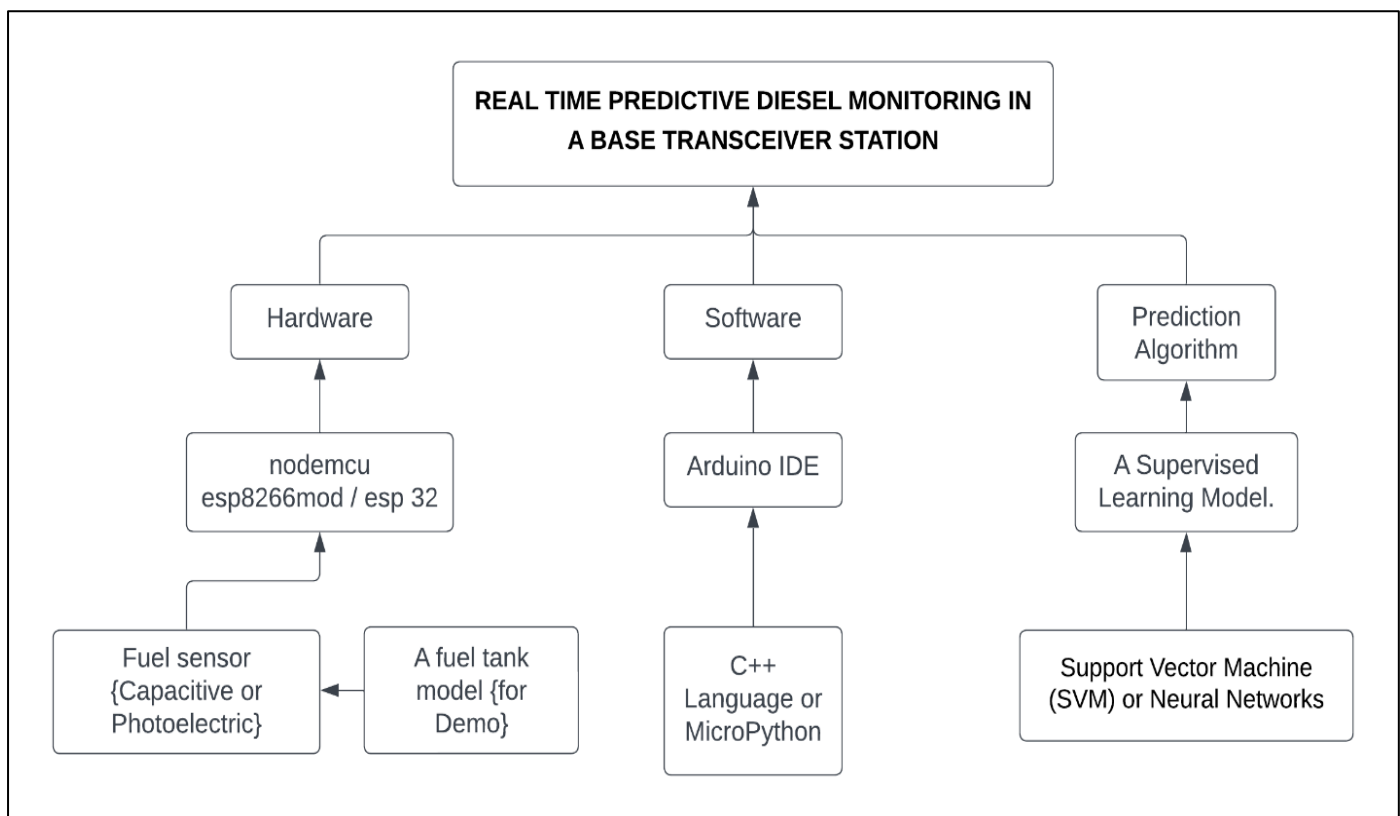 REAL TIME PREDICTIVE DIESEL MONITORING IN
A BASE TRANSCEIVER STATION
Hardware
Software
Prediction
Algorithm
nodemcu
esp8266mod / esp 32
Arduino IDE
A Supervised
Learning Model.
Fuel sensor
{Capacitive or
Photoelectric}
A fuel tank
model {for
Demo}
C++
Language or
MicroPython
Support Vector Machine
(SVM) or Neural Networks